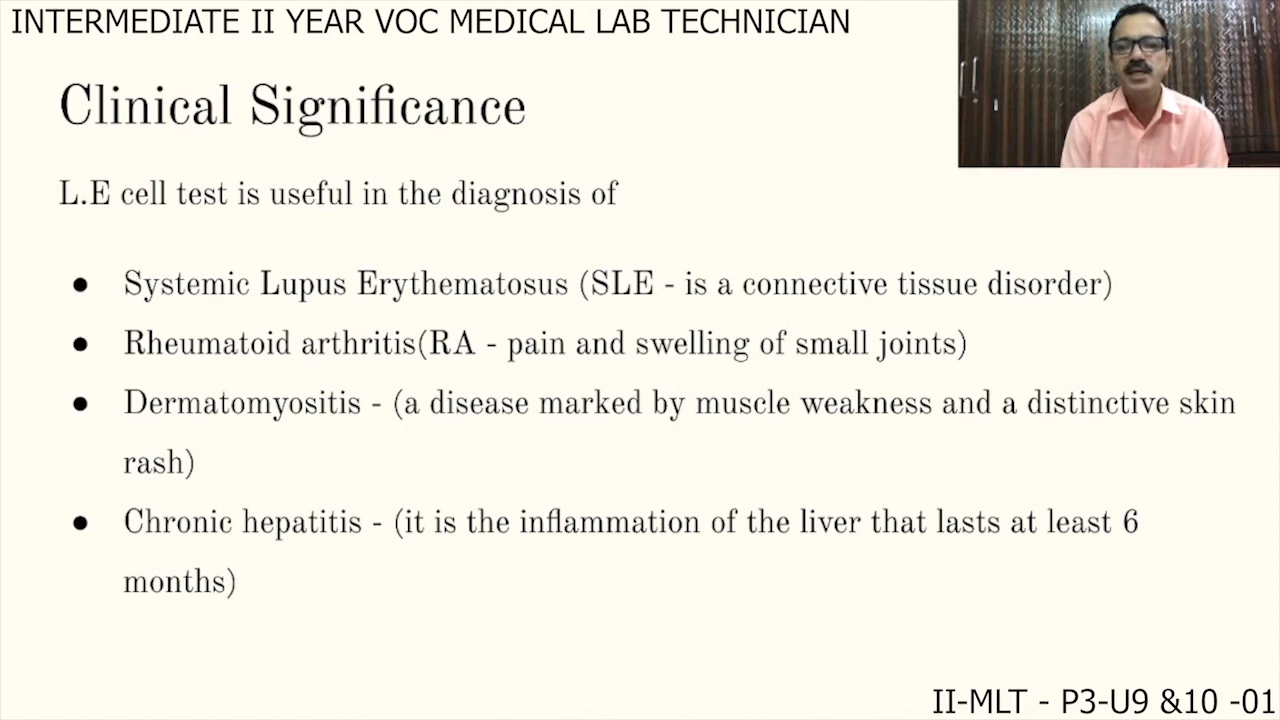 INTERMEDIATE II YEAR VOC MEDICAL LAB TECHNICIAN
Clinical Significance
L.E cell test is useful in the diagnosis of
● Systemic Lupus Erythematosus (SLE - is a connective tissue disorder)
● Rheumatoid arthritis(RA - pain and swelling of small joints)
● Dermatomyositis - (a disease marked by muscle weakness and a distinctive skin
rash)
● Chronic hepatitis - (it is the inflammation of the liver that lasts at least 6
months)
II-MLT - P3-U9 &10 -01